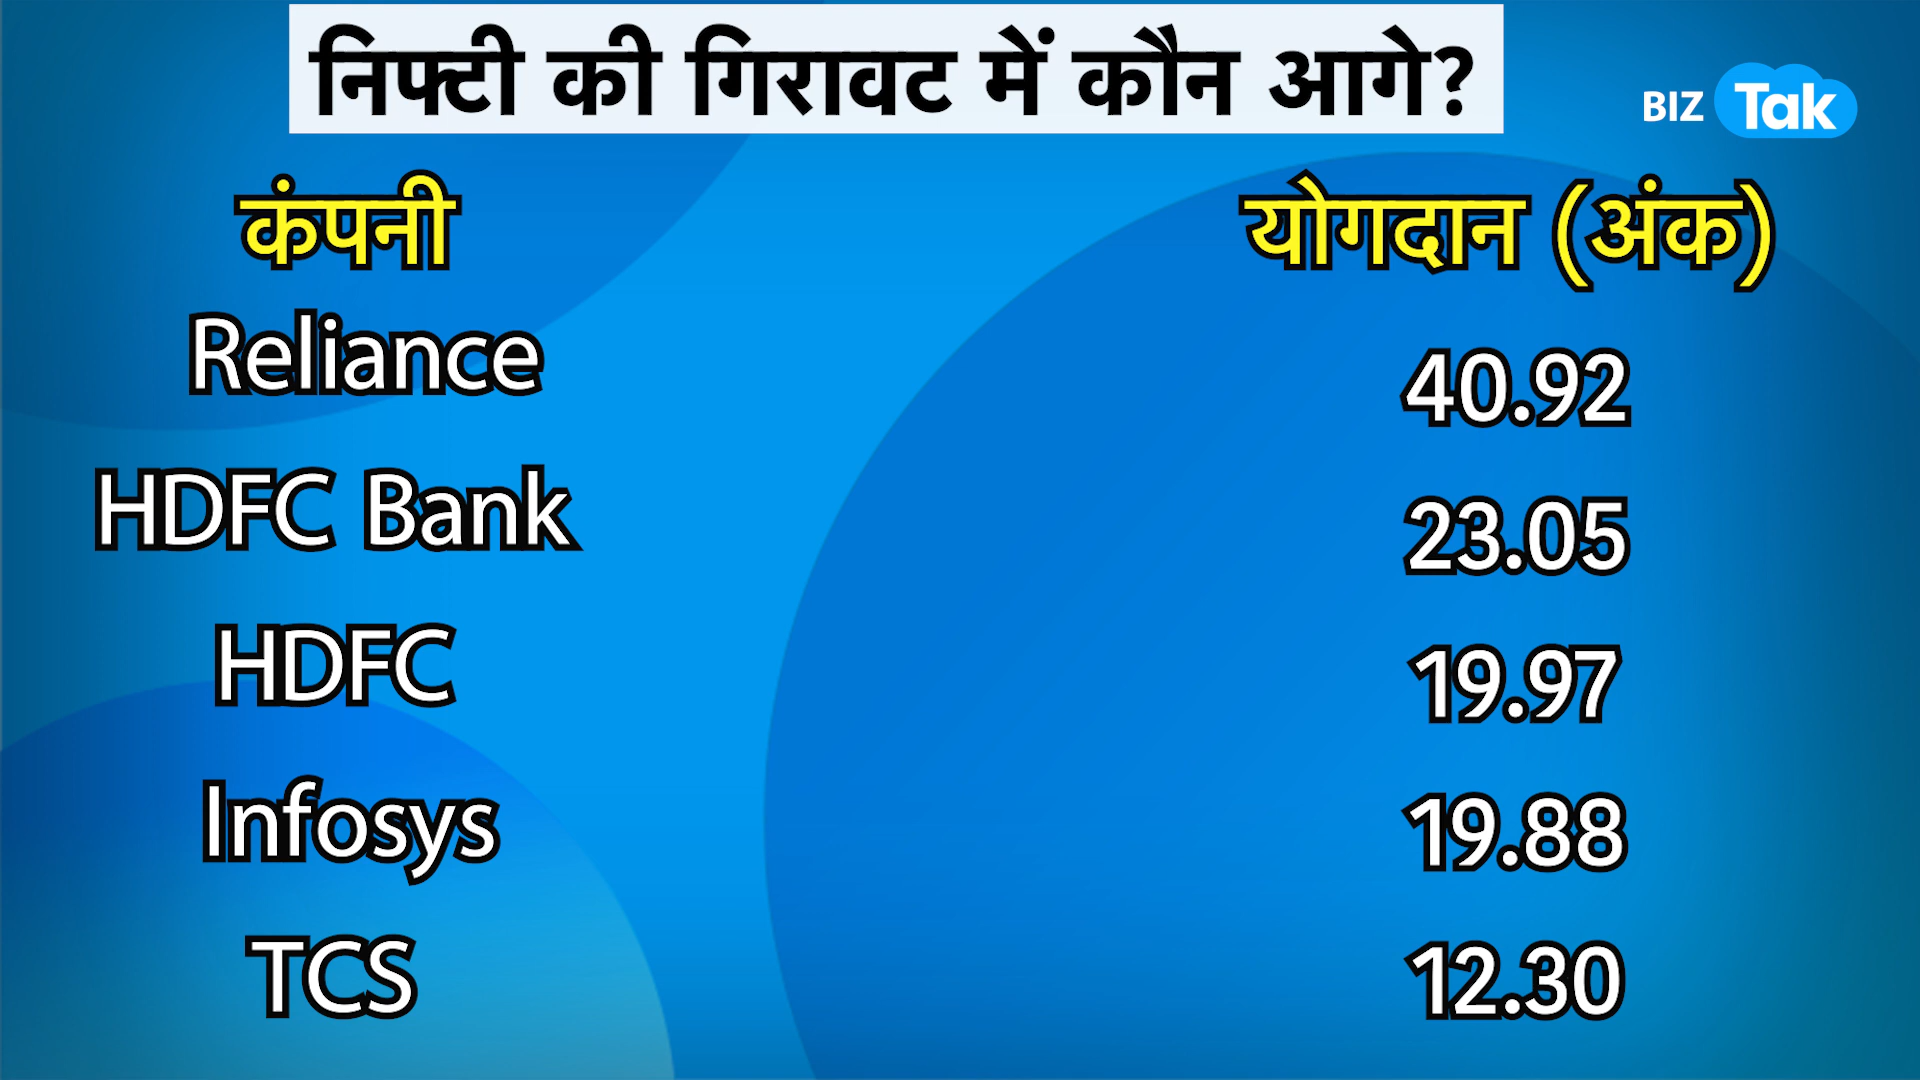 निफ्टी की गिरावट में कौन आगे?
BIZ Tak
कंपनी योगदान (अंक)
Reliance 40.92
HDFC Bank 23.05
HDFC 19.97
Infosys 19.88
TCS 12.30